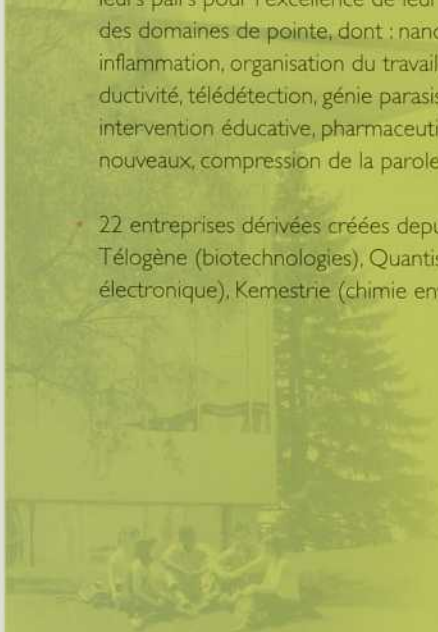 leurs pairs pour l'excellence de leur
des domaines de pointe, dont : nano
inflammation, organisation du travail
ductivité, télédétection, génie parasis
intervention éducative, pharmaceuti
nouveaux, compression de la parole
• 22 entreprises dérivées créées depu
Télogène (biotechnologies), Quantis
électronique), Kemestrie (chimie en